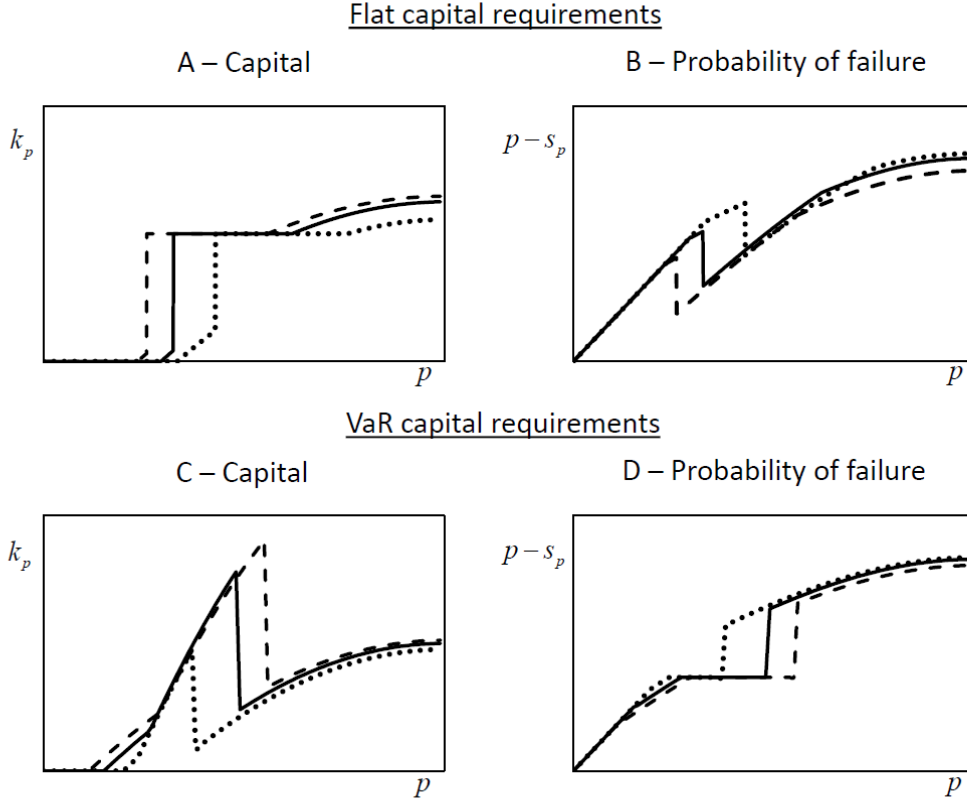 Flat capital requirements
A – Capital
B – Probability of failure
k_p
p – s_p
p
p
VaR capital requirements
C – Capital
D – Probability of failure
k_p
p – s_p
p
p